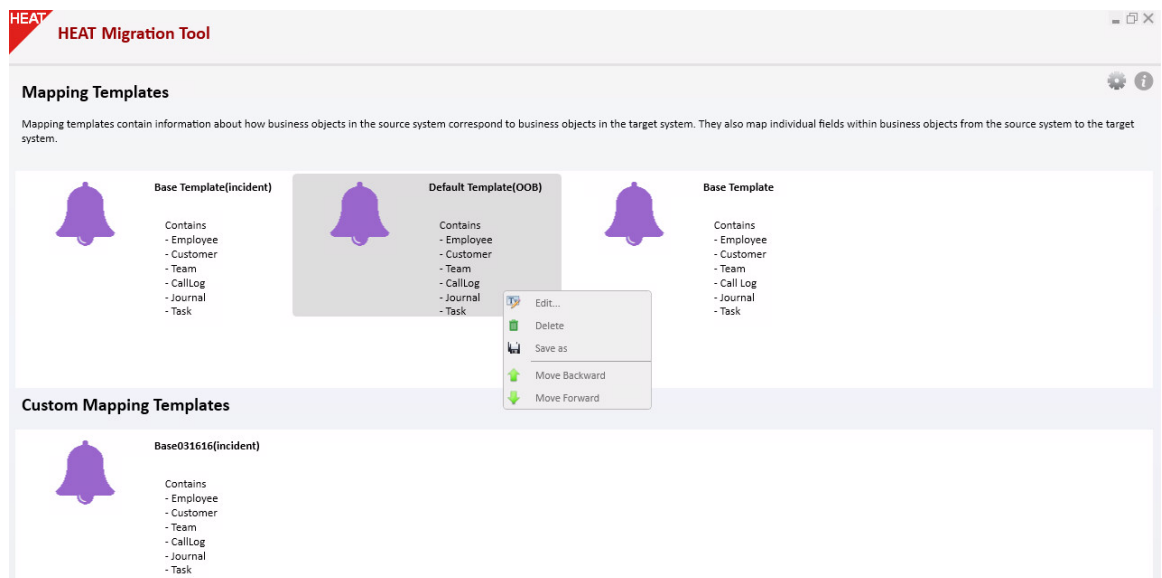 HEAT
HEAT Migration Tool
Mapping Templates
Mapping templates contain information about how business objects in the source system correspond to business objects in the target system. They also map individual fields within business objects from the source system to the target
system.
Base Template(incident)
Contains
- Employee
- Customer
- Team
- CallLog
- Journal
- Task
Default Template(OOB)
Contains
- Employee
- Customer
- Team
- CallLog
- Journal
- Task
Base Template
Contains
- Employee
- Customer
- Team
- Call Log
- Journal
- Task
Edit...
Delete
Save as
Move Backward
Move Forward
Custom Mapping Templates
Base031616(incident)
Contains
- Employee
- Customer
- Team
- CallLog
- Journal
- Task